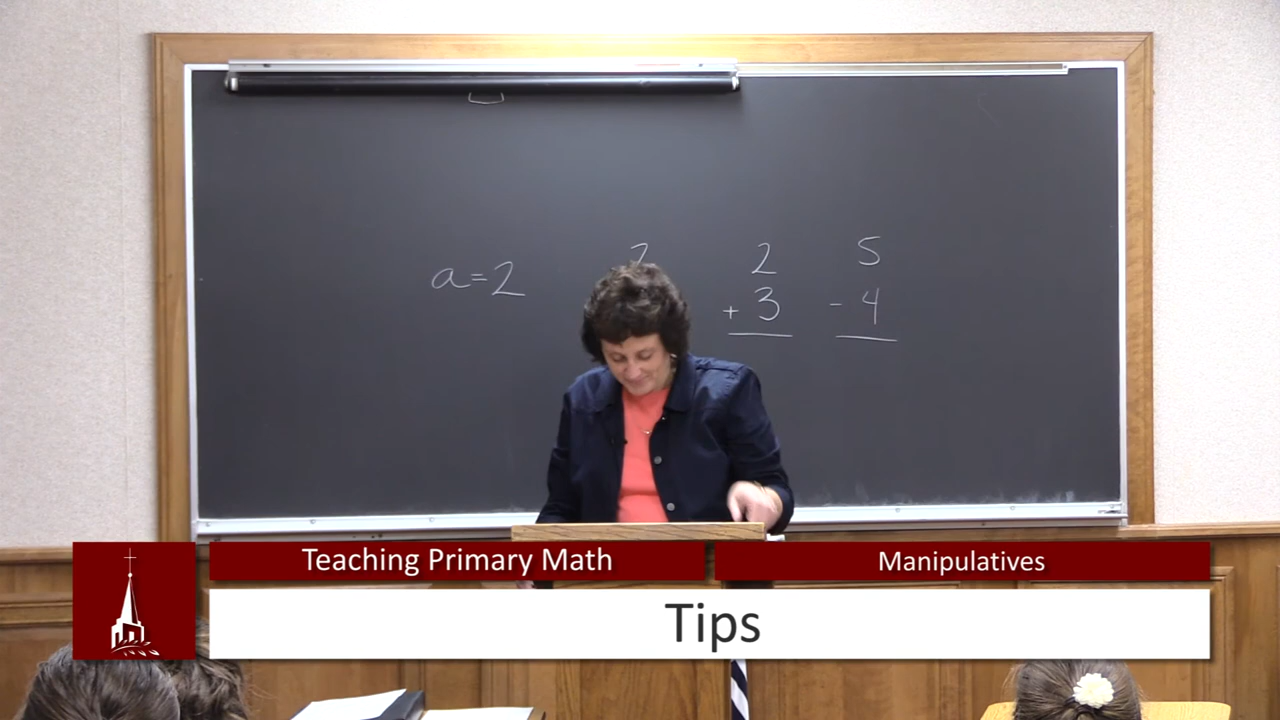 a=2
2
+ 3
5
- 4
Teaching Primary Math
Manipulatives
Tips